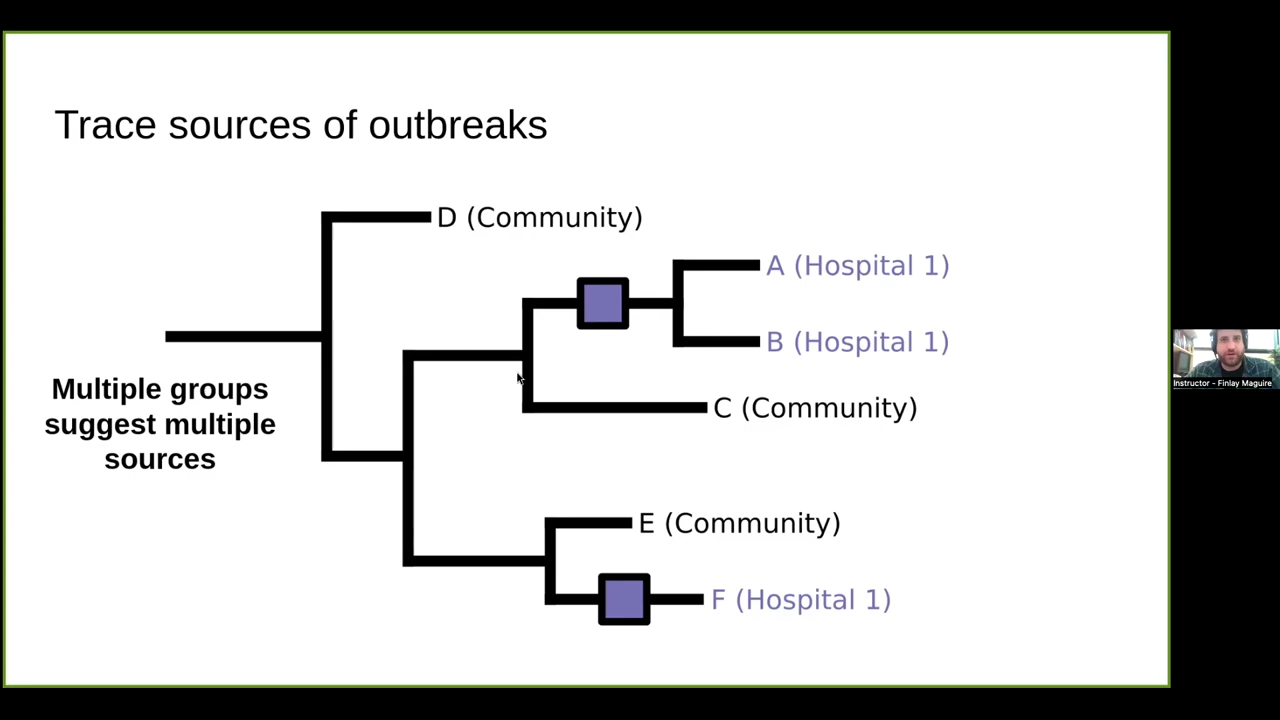 Trace sources of outbreaks
D (Community)
A (Hospital 1)
B (Hospital 1)
Multiple groups
suggest multiple
sources
C (Community)
E (Community)
F (Hospital 1)
Instructor - Finlay Maguire